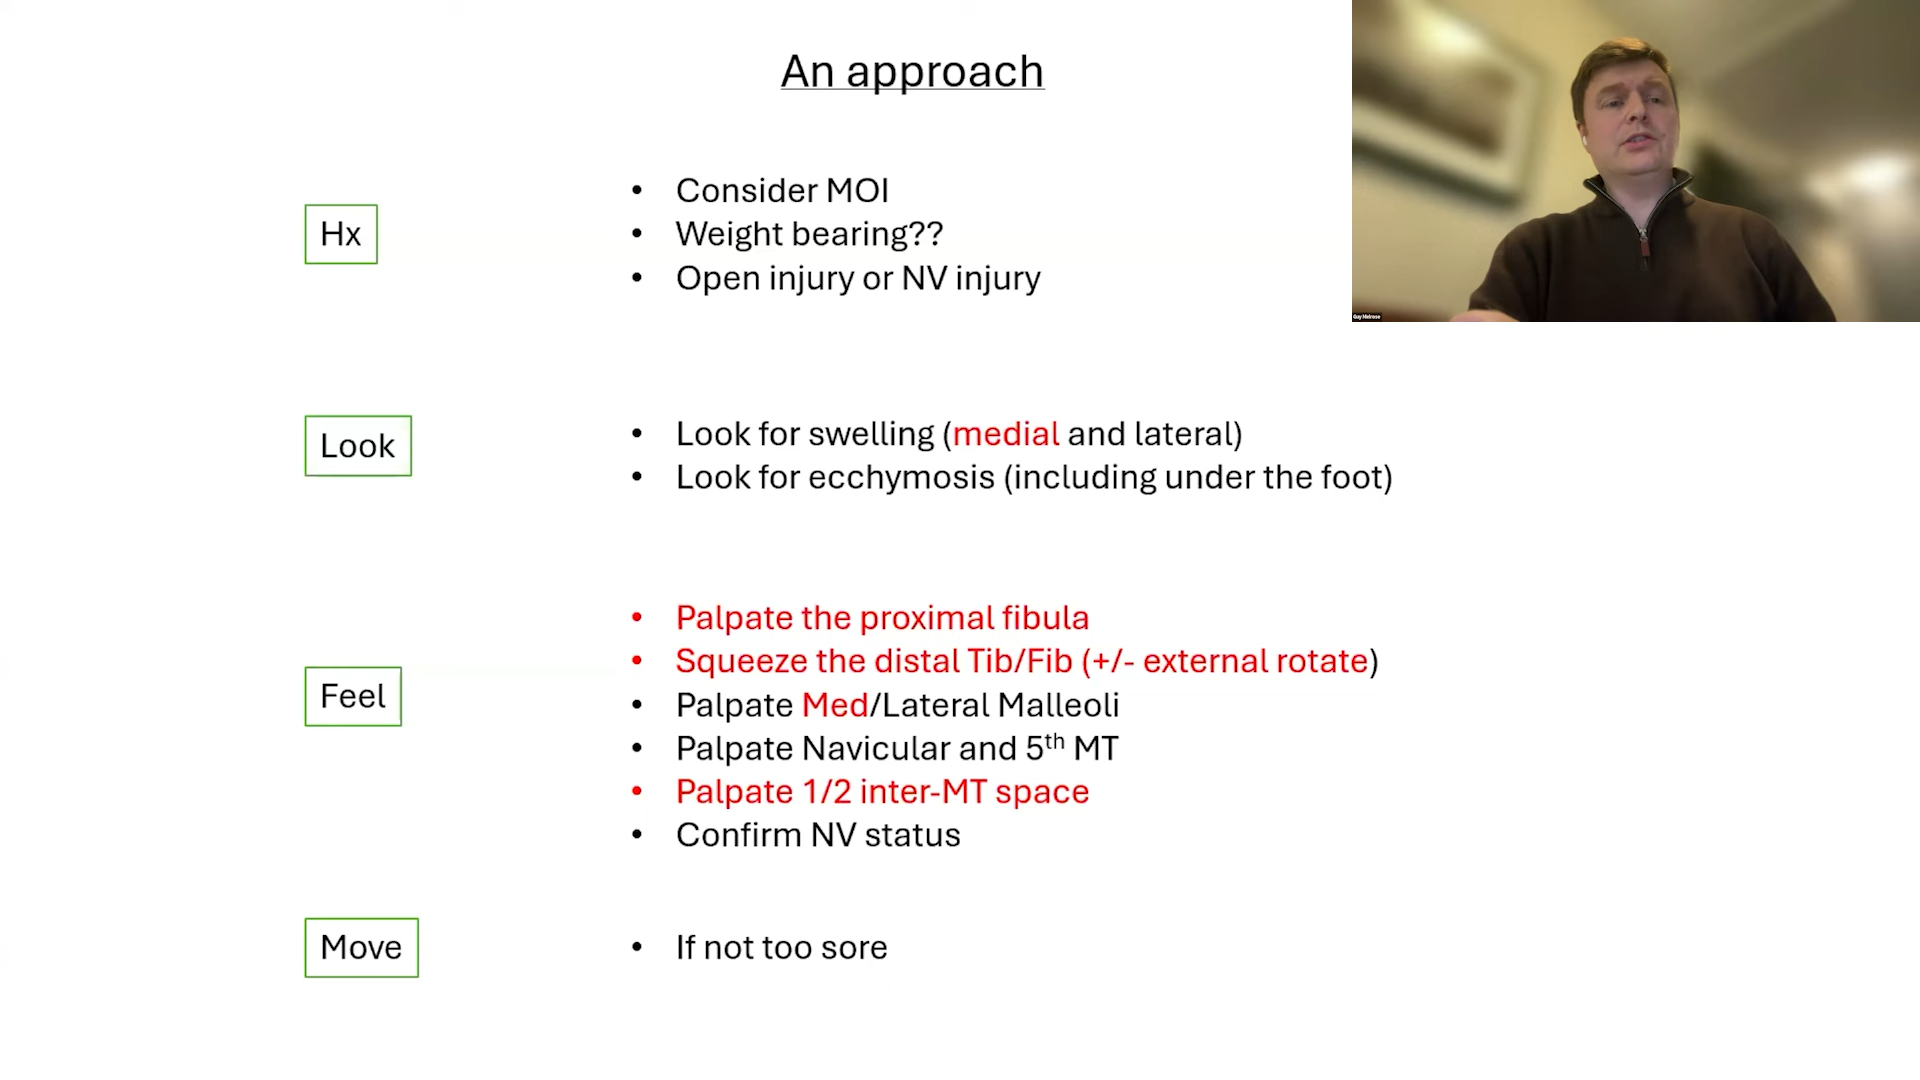 An approach
Hx
• Consider MOI
• Weight bearing??
• Open injury or NV injury
Look
• Look for swelling (medial and lateral)
• Look for ecchymosis (including under the foot)
Feel
• Palpate the proximal fibula
• Squeeze the distal Tib/Fib (+/- external rotate)
• Palpate Med/Lateral Malleoli
• Palpate Navicular and 5th MT
• Palpate 1/2 inter-MT space
• Confirm NV status
Move
• If not too sore
Guy Melrose